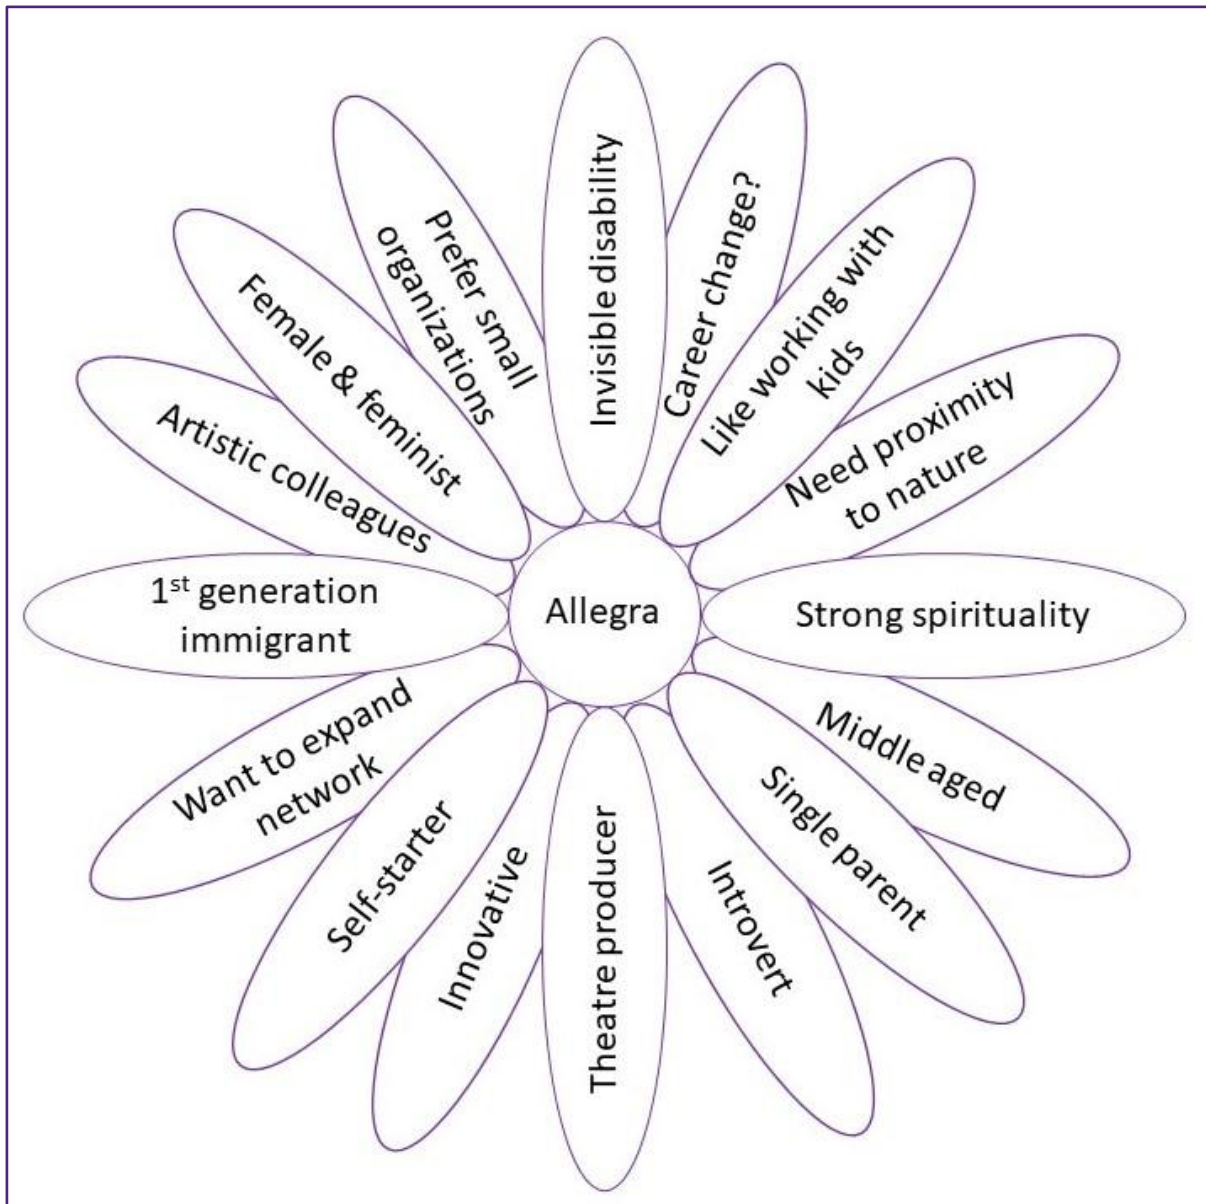 Invisible disability
Career change?
Like working with
kids
Need proximity
to nature
Strong spirituality
Middle aged
Single parent
Introvert
Theatre producer
Innovative
Self-starter
Want to expand
network
1st generation
immigrant
Artistic colleagues
Female & feminist
Prefer small
organizations
Allegra